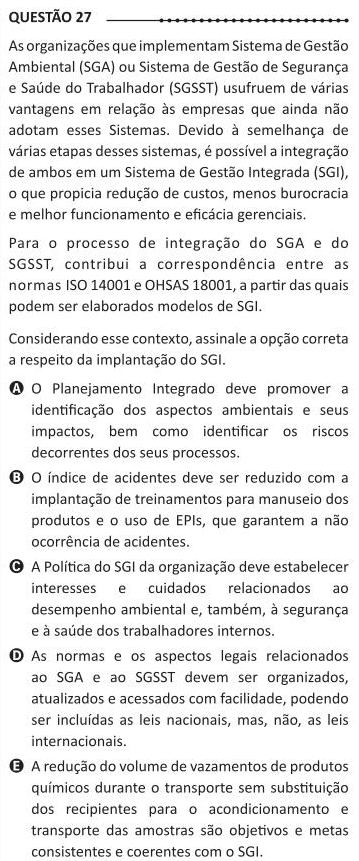 QUESTÃO 27
As organizações que implementam Sistema de Gestão
Ambiental (SGA) ou Sistema de Gestão de Segurança
e Saúde do Trabalhador (SGSST) usufruem de várias
vantagens em relação às empresas que ainda não
adotam esses Sistemas. Devido à semelhança de
várias etapas desses sistemas, é possível a integração
de ambos em um Sistema de Gestão Integrada (SGI),
o que propicia redução de custos, menos burocracia
e melhor funcionamento e eficácia gerenciais.
Para o processo de integração do SGA e do
SGSST, contribui a correspondência entre as
normas ISO 14001 e OHSAS 18001, a partir das quais
podem ser elaborados modelos de SGI.
Considerando esse contexto, assinale a opção correta
a respeito da implantação do SGI.
A O Planejamento Integrado deve promover a
identificação dos aspectos ambientais e seus
impactos, bem como identificar os riscos
decorrentes dos seus processos.
B O índice de acidentes deve ser reduzido com a
implantação de treinamentos para manuseio dos
produtos e o uso de EPIs, que garantem a não
ocorrência de acidentes.
C A Política do SGI da organização deve estabelecer
interesses e cuidados relacionados ao
desempenho ambiental e, também, à segurança
e à saúde dos trabalhadores internos.
D As normas e os aspectos legais relacionados
ao SGA e ao SGSST devem ser organizados,
atualizados e acessados com facilidade, podendo
ser incluídas as leis nacionais, mas, não, as leis
internacionais.
E A redução do volume de vazamentos de produtos
químicos durante o transporte sem substituição
dos recipientes para o acondicionamento e
transporte das amostras são objetivos e metas
consistentes e coerentes com o SGI.